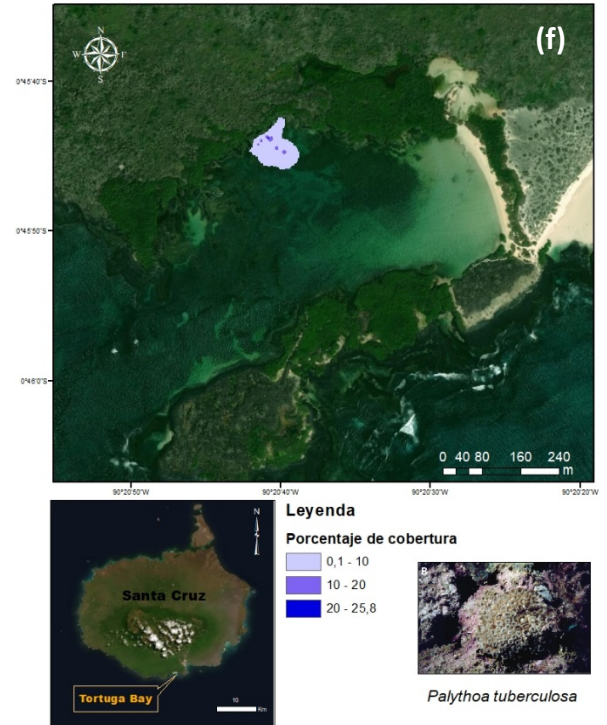 (f)
N
W E
S
0°45'40"S
0°45'50"S
0°46'0"S
0 40 80 160 240
m
90°20'50"W 90°20'40"W 90°20'30"W 90°20'20"W
N
Santa Cruz
Tortuga Bay
10
Km
Leyenda
Porcentaje de cobertura
0,1 - 10
10 - 20
20 - 25,8
B
Palythoa tuberculosa